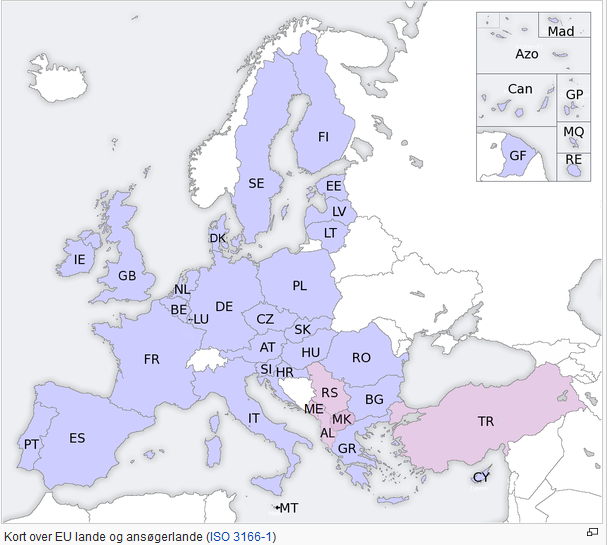 Mad
Azo
Can
GP
MQ
GF
RE
FI
SE
EE
LV
LT
DK
IE
GB
NL
PL
BE
DE
LU
CZ
SK
FR
AT
HU
RO
SI
HR
RS
BG
ME
MK
IT
AL
TR
PT
ES
GR
CY
MT
Kort over EU lande og ansøgerlande (ISO 3166-1)